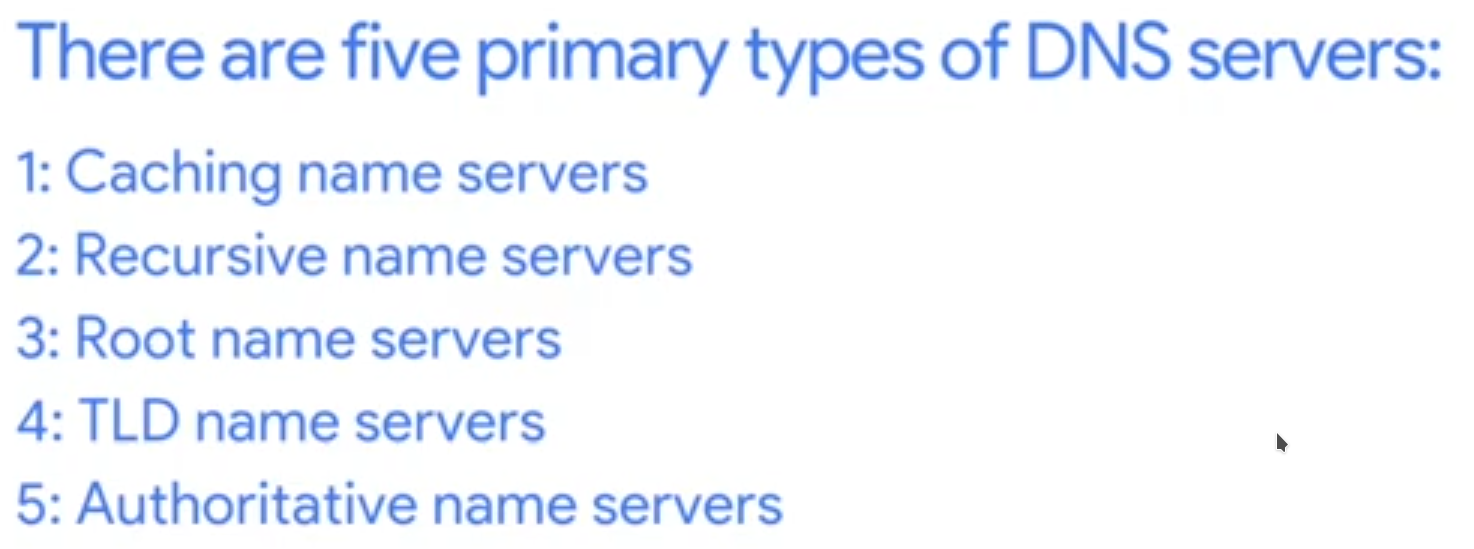 There are five primary types of DNS servers:
1: Caching name servers
2: Recursive name servers
3: Root name servers
4: TLD name servers
5: Authoritative name servers